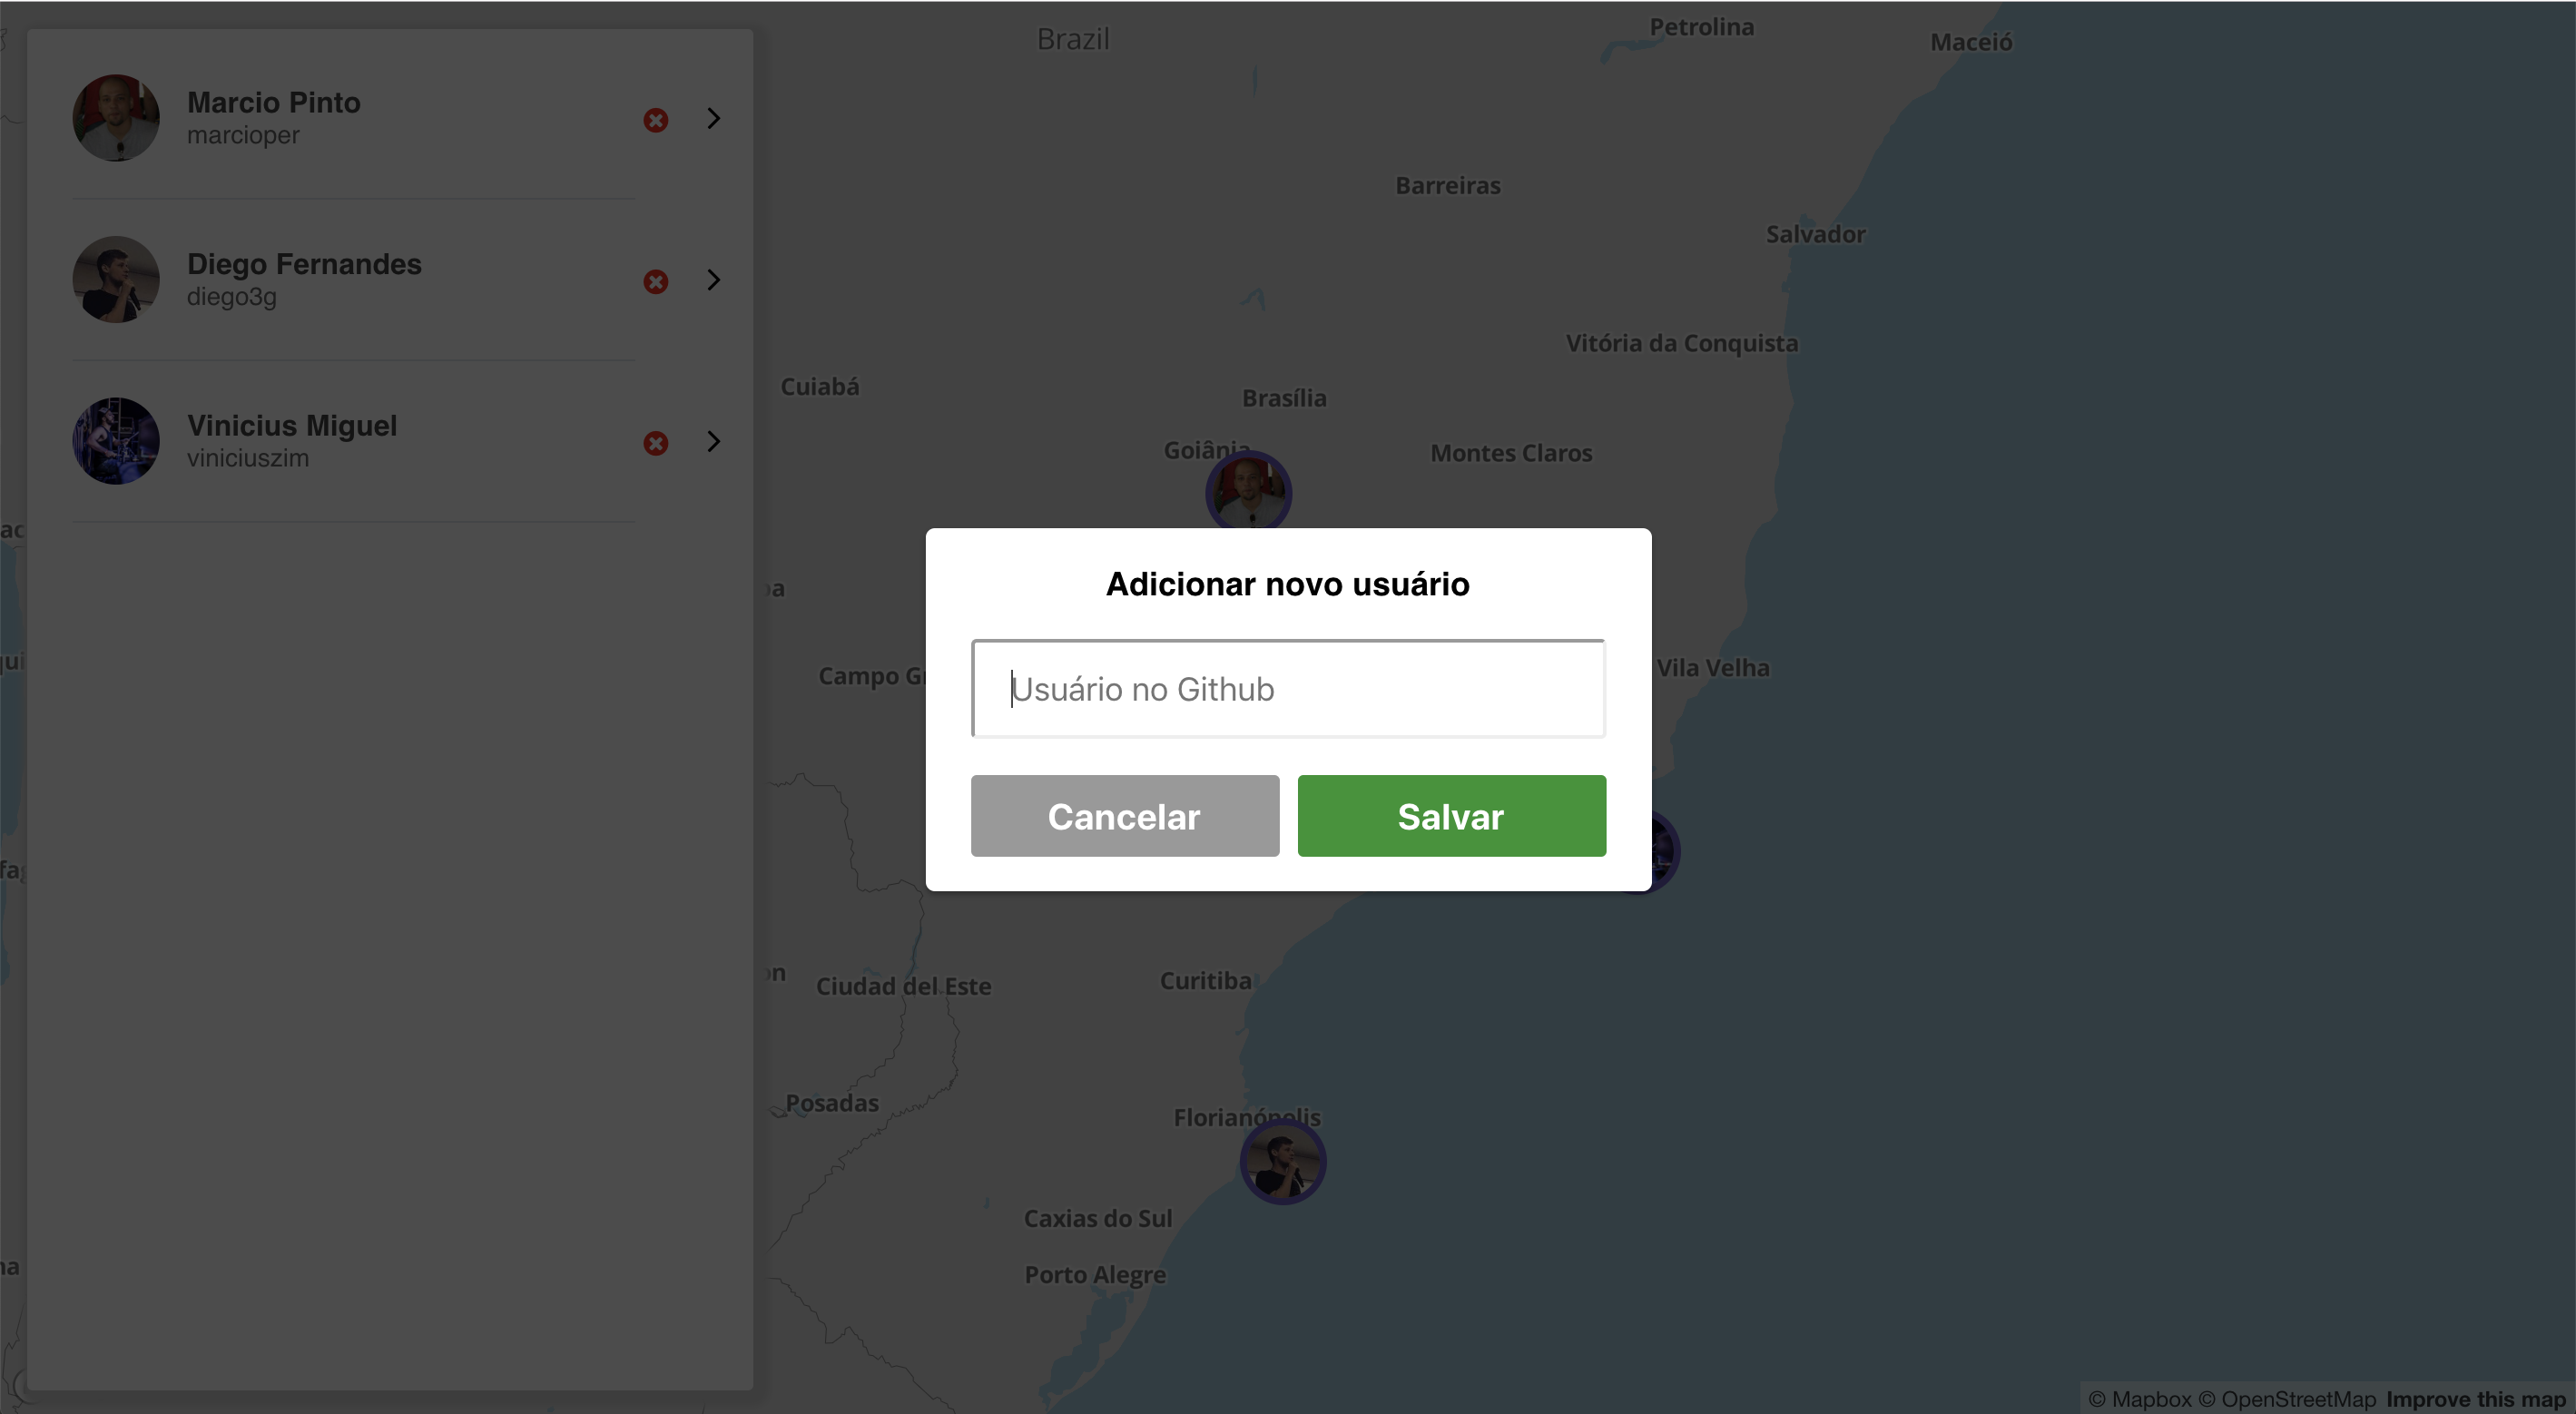 Marcio Pinto
marcioper
Diego Fernandes
diego3g
Vinicius Miguel
viniciuszim
Brazil
Petrolina
Maceió
Barreiras
Salvador
Vitória da Conquista
Cuiabá
Brasília
Goiânia
Montes Claros
Adicionar novo usuário
Usuário no Github
Cancelar
Salvar
Campo Gr
Vila Velha
Ciudad del Este
Curitiba
Posadas
Florianópolis
Caxias do Sul
Porto Alegre
© Mapbox © OpenStreetMap Improve this map